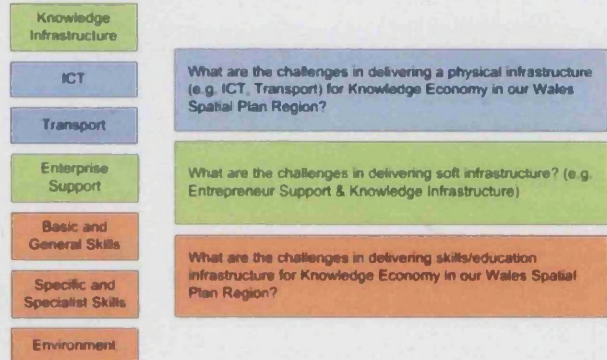 Knowledge
Infrastructure
ICT
Transport
Enterprise
Support
Basic and
General Skills
Specific and
Specialist Skills
Environment
What are the challenges in delivering a physical infrastructure
(e.g. ICT, Transport) for Knowledge Economy in our Wales
Spatial Plan Region?
What are the challenges in delivering soft infrastructure? (e.g.
Entrepreneur Support & Knowledge Infrastructure)
What are the challenges in delivering skills/education
infrastructure for Knowledge Economy in our Wales Spatial
Plan Region?